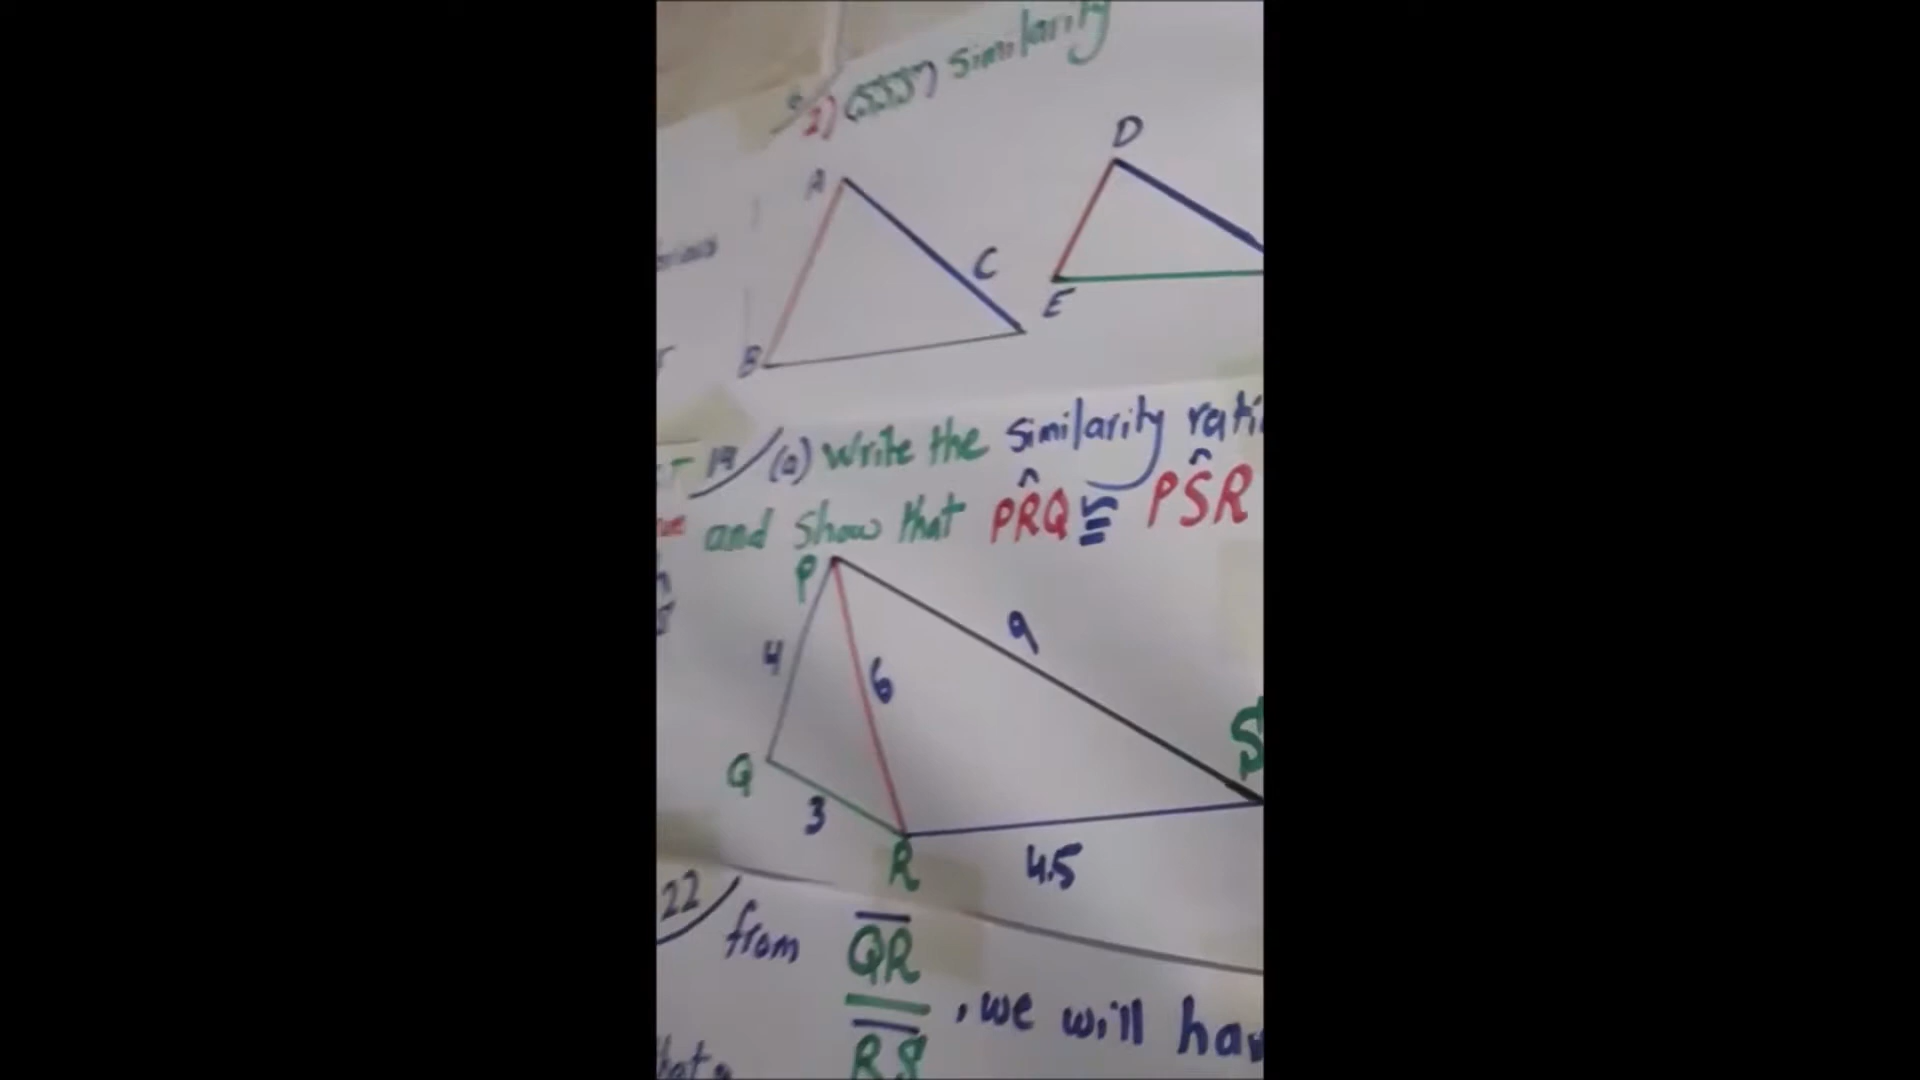 2) (SSS) Similarity
A
D
C
B
E
19 (a) Write the similarity
and show that PR̂Q ≅ PŜR
P
9
4
6
S
Q
3
R
4.5
22
from QR
RS
, we will